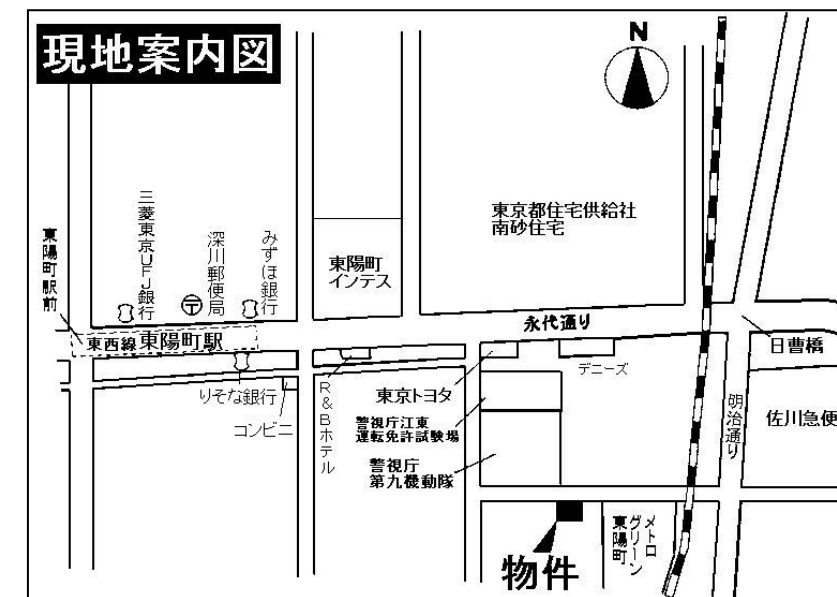 現地案内図
N
三菱東京UFJ銀行
深川郵便局
みずほ銀行
東陽町駅前
東陽町
インテス
東京都住宅供給社
南砂住宅
永代通り
東西線東陽町駅
日曹橋
デニーズ
りそな銀行
コンビニ
R&Bホテル
東京トヨタ
警視庁江東
運転免許試験場
警視庁
第九機動隊
明治通り
佐川急便
メトロ
グリーン
東陽町
物件